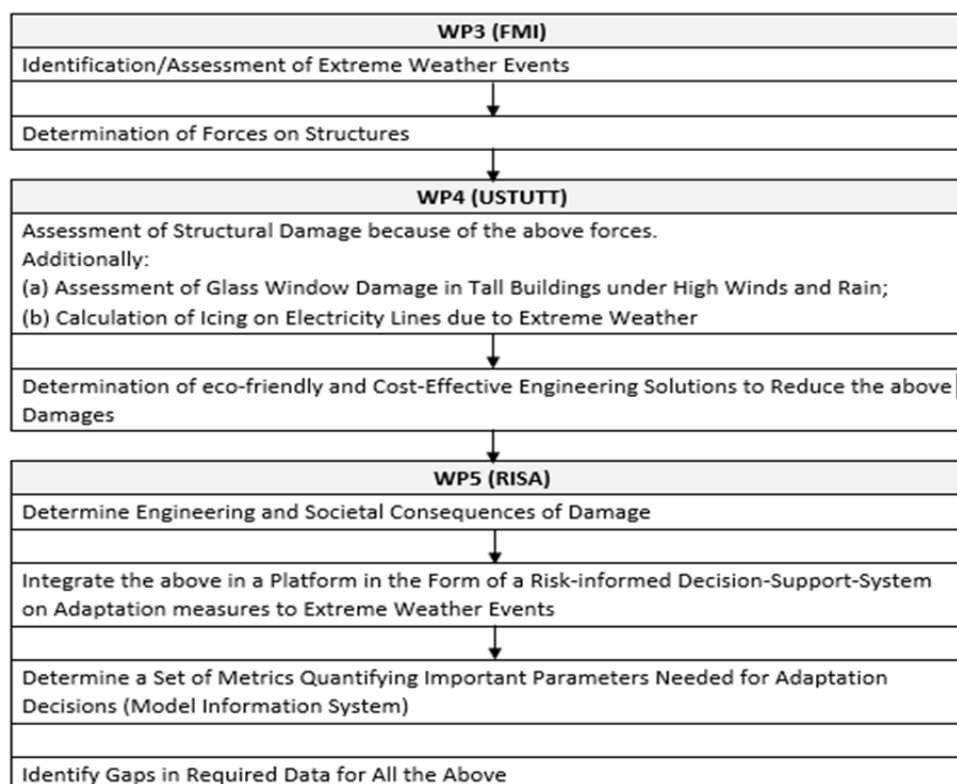 WP3 (FMI)
Identification/Assessment of Extreme Weather Events
Determination of Forces on Structures
WP4 (USTUTT)
Assessment of Structural Damage because of the above forces.
Additionally:
(a) Assessment of Glass Window Damage in Tall Buildings under High Winds and Rain;
(b) Calculation of Icing on Electricity Lines due to Extreme Weather
Determination of eco-friendly and Cost-Effective Engineering Solutions to Reduce the above
Damages
WP5 (RISA)
Determine Engineering and Societal Consequences of Damage
Integrate the above in a Platform in the Form of a Risk-informed Decision-Support-System
on Adaptation measures to Extreme Weather Events
Determine a Set of Metrics Quantifying Important Parameters Needed for Adaptation
Decisions (Model Information System)
Identify Gaps in Required Data for All the Above